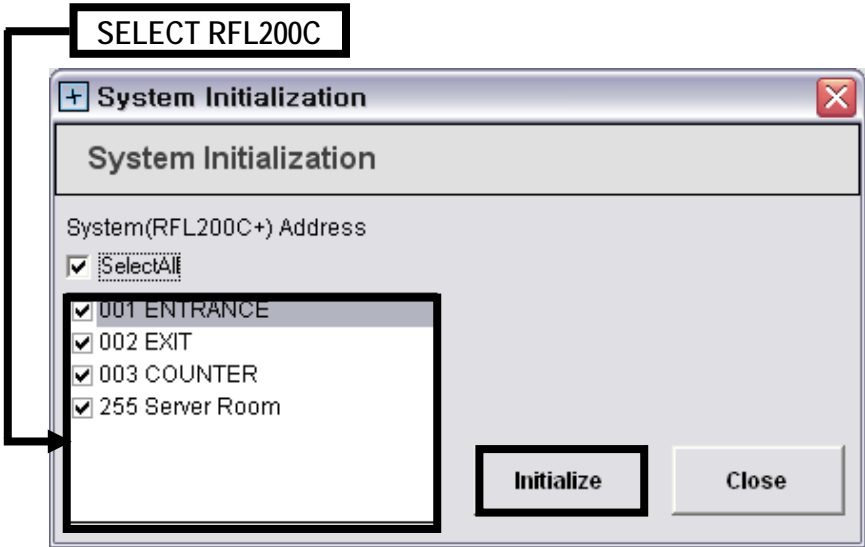 SELECT RFL200C
System Initialization
System Initialization
System(RFL200C+) Address
SelectAll
001 ENTRANCE
002 EXIT
003 COUNTER
255 Server Room
Initialize
Close